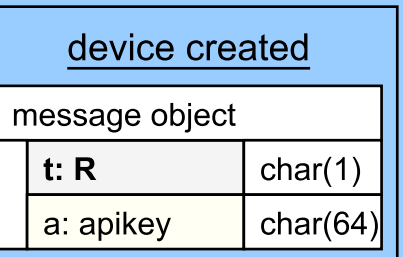 device created
message object
t: R char(1)
a: apikey char(64)